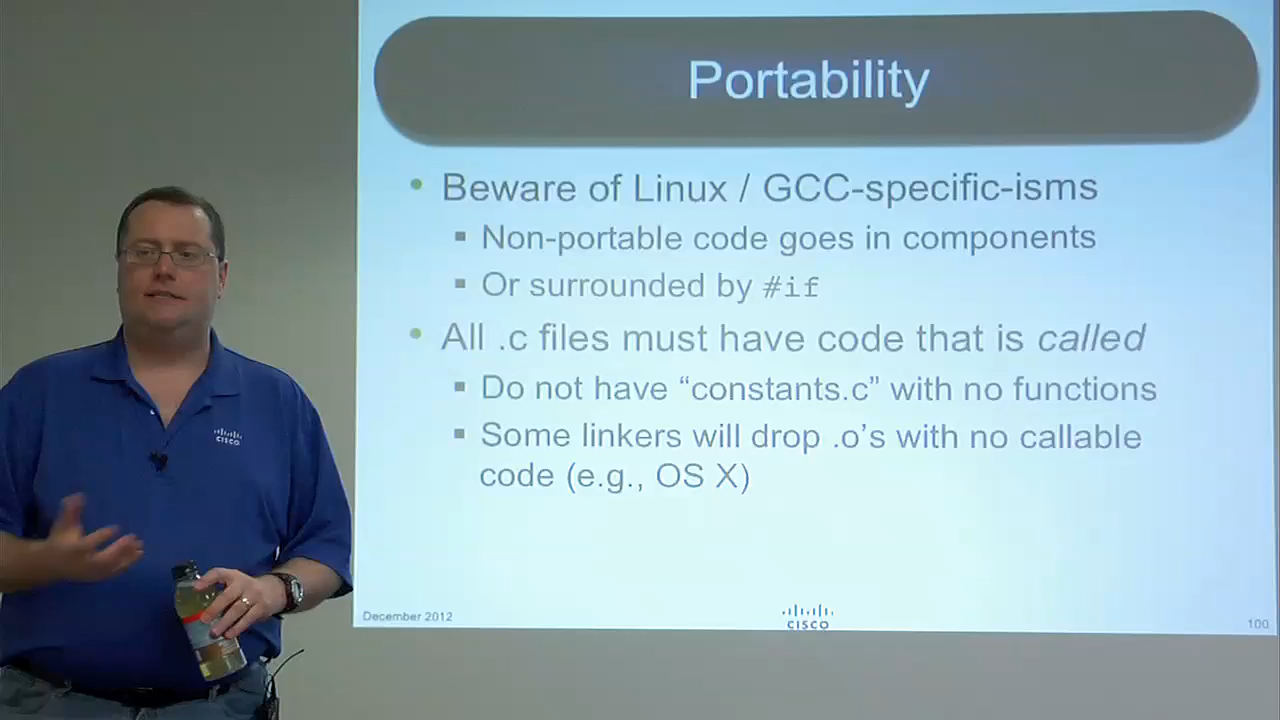 Portability
• Beware of Linux / GCC-specific-isms
▪ Non-portable code goes in components
▪ Or surrounded by #if
• All .c files must have code that is called
▪ Do not have “constants.c” with no functions
▪ Some linkers will drop .o’s with no callable
code (e.g., OS X)
CISCO
December 2012
CISCO
100